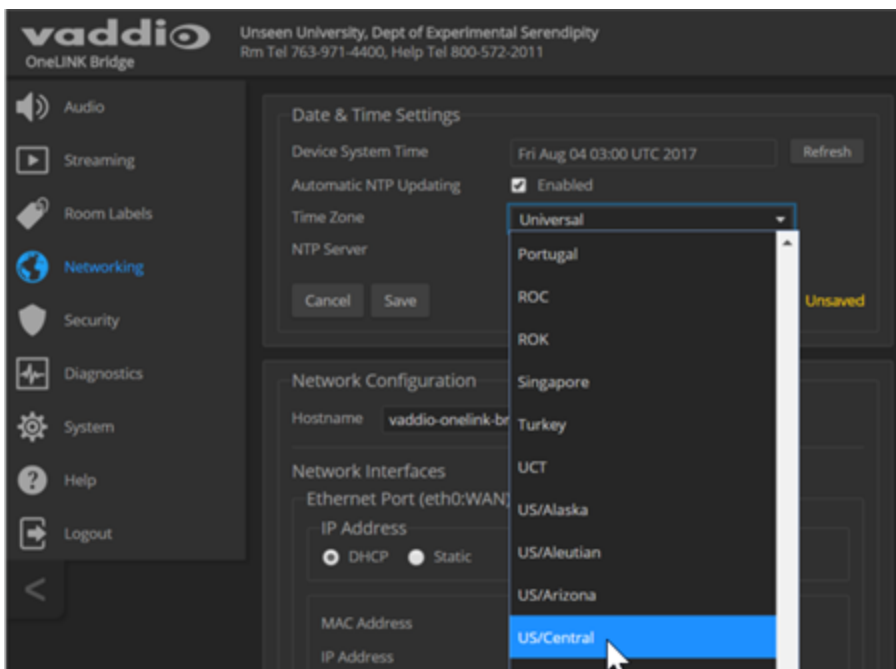 vaddio
OneLINK Bridge
Unseen University, Dept of Experimental Serendipity
Rm Tel 763-971-4400, Help Tel 800-572-2011
Audio
Streaming
Room Labels
Networking
Security
Diagnostics
System
Help
Logout
<
Date & Time Settings
Device System Time Fri Aug 04 03:00 UTC 2017 Refresh
Automatic NTP Updating Enabled
Time Zone Universal
NTP Server
Cancel Save Unsaved
Portugal
ROC
ROK
Singapore
Turkey
UCT
US/Alaska
US/Aleutian
US/Arizona
US/Central
Network Configuration
Hostname vaddio-onelink-br
Network Interfaces
Ethernet Port (eth0:WAN)
IP Address
DHCP Static
MAC Address
IP Address